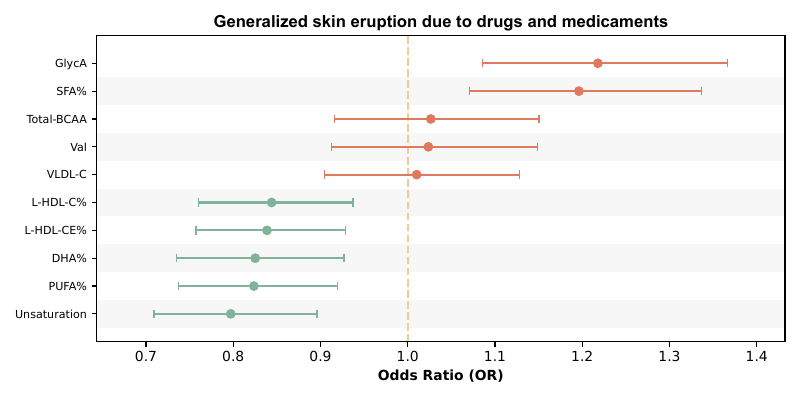 Generalized skin eruption due to drugs and medicaments
GlycA
SFA%
Total-BCAA
Val
VLDL-C
L-HDL-C%
L-HDL-CE%
DHA%
PUFA%
Unsaturation
0.7 0.8 0.9 1.0 1.1 1.2 1.3 1.4
Odds Ratio (OR)